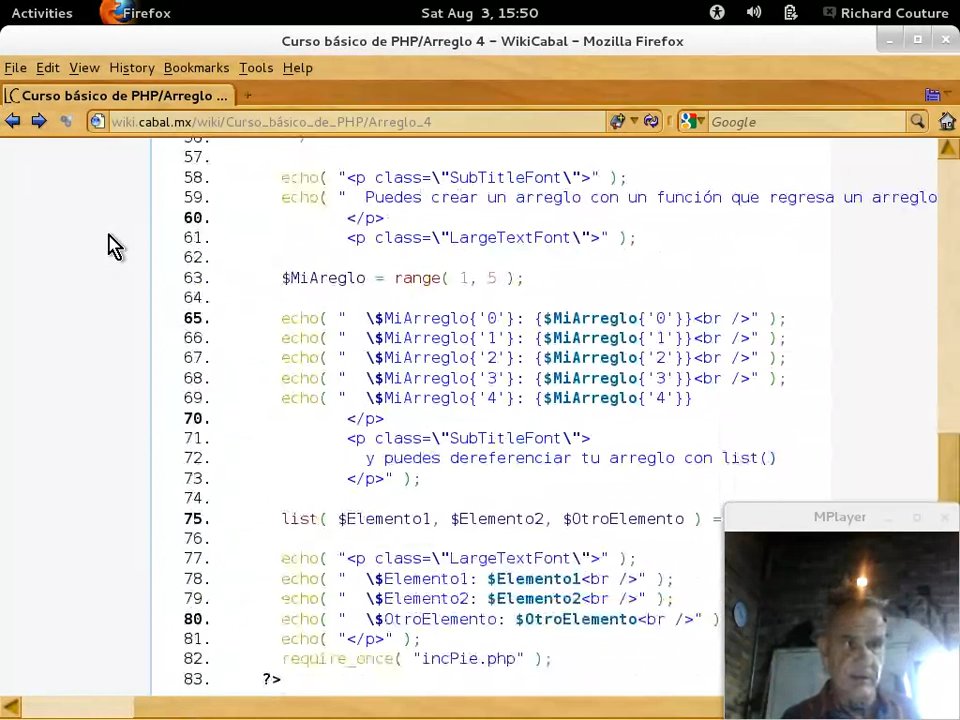 Activities Firefox Sat Aug 3, 15:50 Richard Couture
Curso básico de PHP/Arreglo 4 - WikiCabal - Mozilla Firefox
File Edit View History Bookmarks Tools Help
Curso básico de PHP/Arreglo ...
wiki.cabal.mx/wiki/Curso_básico_de_PHP/Arreglo_4 Google
57.
58. echo( "<p class=\"SubTitleFont\">" );
59. echo( " Puedes crear un arreglo con un función que regresa un arreglo
60. </p>
61. <p class=\"LargeTextFont\">" );
62.
63. $MiAreglo = range( 1, 5 );
64.
65. echo( " \$MiArreglo{'0'}: {$MiArreglo{'0'}}<br />" );
66. echo( " \$MiArreglo{'1'}: {$MiArreglo{'1'}}<br />" );
67. echo( " \$MiArreglo{'2'}: {$MiArreglo{'2'}}<br />" );
68. echo( " \$MiArreglo{'3'}: {$MiArreglo{'3'}}<br />" );
69. echo( " \$MiArreglo{'4'}: {$MiArreglo{'4'}}
70. </p>
71. <p class=\"SubTitleFont\">
72. y puedes dereferenciar tu arreglo con list()
73. </p>" );
74.
75. list( $Elemento1, $Elemento2, $OtroElemento ) =
76.
77. echo( "<p class=\"LargeTextFont\">" );
78. echo( " \$Elemento1: $Elemento1<br />" );
79. echo( " \$Elemento2: $Elemento2<br />" );
80. echo( " \$OtroElemento: $OtroElemento<br />" )
81. echo( "</p>" );
82. require_once( "incPie.php" );
83. ?>
MPlayer